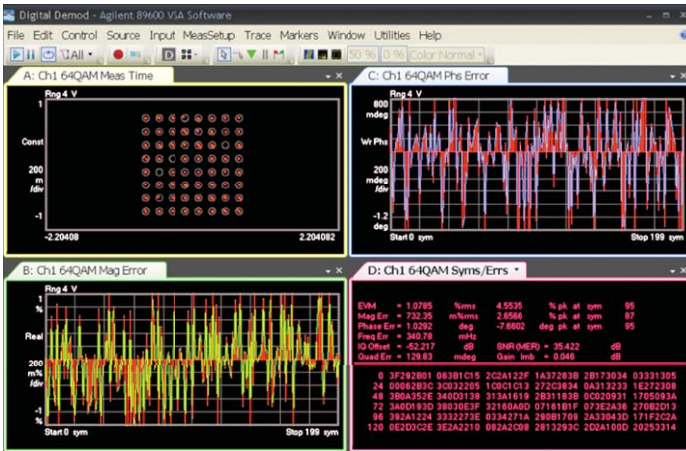 Digital Demod - Agilent 89600 VSA Software
File Edit Control Source Input MeasSetup Trace Markers Window Utilities Help
All 50 % 0 % Color Normal
A: Ch1 64QAM Meas Time
Rng 4 V
1
Const
200
m
/div
-1
-2.20408 2.204082
C: Ch1 64QAM Phs Error
Rng 4 V
800
mdeg
Wr Phs
200
mdeg
/div
-1.2
deg
Start 0 sym Stop 199 sym
B: Ch1 64QAM Mag Error
Rng 4 V
1
%
Real
200
m%
/div
-1
%
Start 0 sym Stop 199 sym
D: Ch1 64QAM Syms/Errs
EVM = 1.0785 %rms 4.5535 % pk at sym 95
Mag Err = 732.35 m%rms 2.6566 % pk at sym 87
Phase Err = 1.0292 deg -7.6602 deg pk at sym 95
Freq Err = 340.78 mHz
IQ Offset = -52.217 dB SNR(MER) = 35.422 dB
Quad Err = 129.83 mdeg Gain Imb = 0.046 dB
0 3F292B01 063B1C15 2C2A122F 1A37283B 2B173034 03331305
24 00062B3C 3C032205 1C0C1C13 272C3834 0A313233 1E272308
48 3B0A352E 340D3138 313A1619 2B31183B 0C020931 1705093A
72 3A0D193D 38030E3F 32160A0D 07161B1F 073E2A36 270B2D13
96 392A1224 3332273E 0334271A 290B1709 2A33043D 171F2C2A
120 0E2D3C2E 3E2A2210 082A2C08 2813293C 2D2A100D 20253314